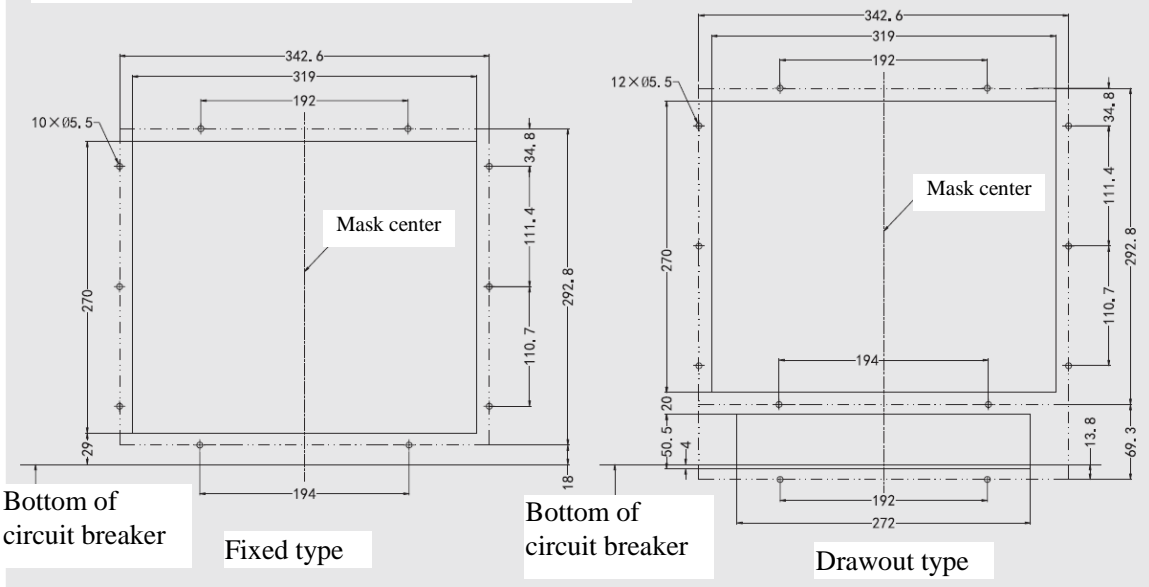 342.6
319
192
10×Ø5.5
34.8
111.4
292.8
110.7
270
Mask center
29
18
194
Bottom of
circuit breaker
Fixed type
342.6
319
192
12×Ø5.5
34.8
111.4
292.8
110.7
270
Mask center
194
20
50.5
4
13.8
69.3
192
272
Bottom of
circuit breaker
Drawout type